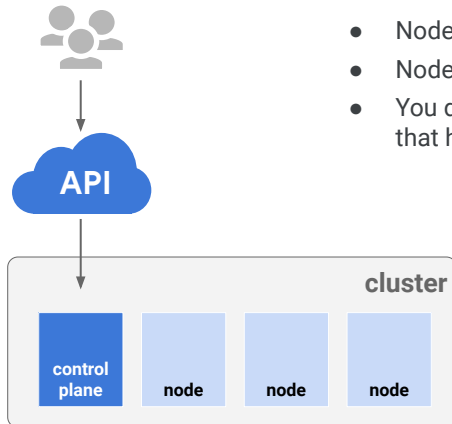 ● Node
● Node
● You
that h
API
cluster
control
plane
node
node
node